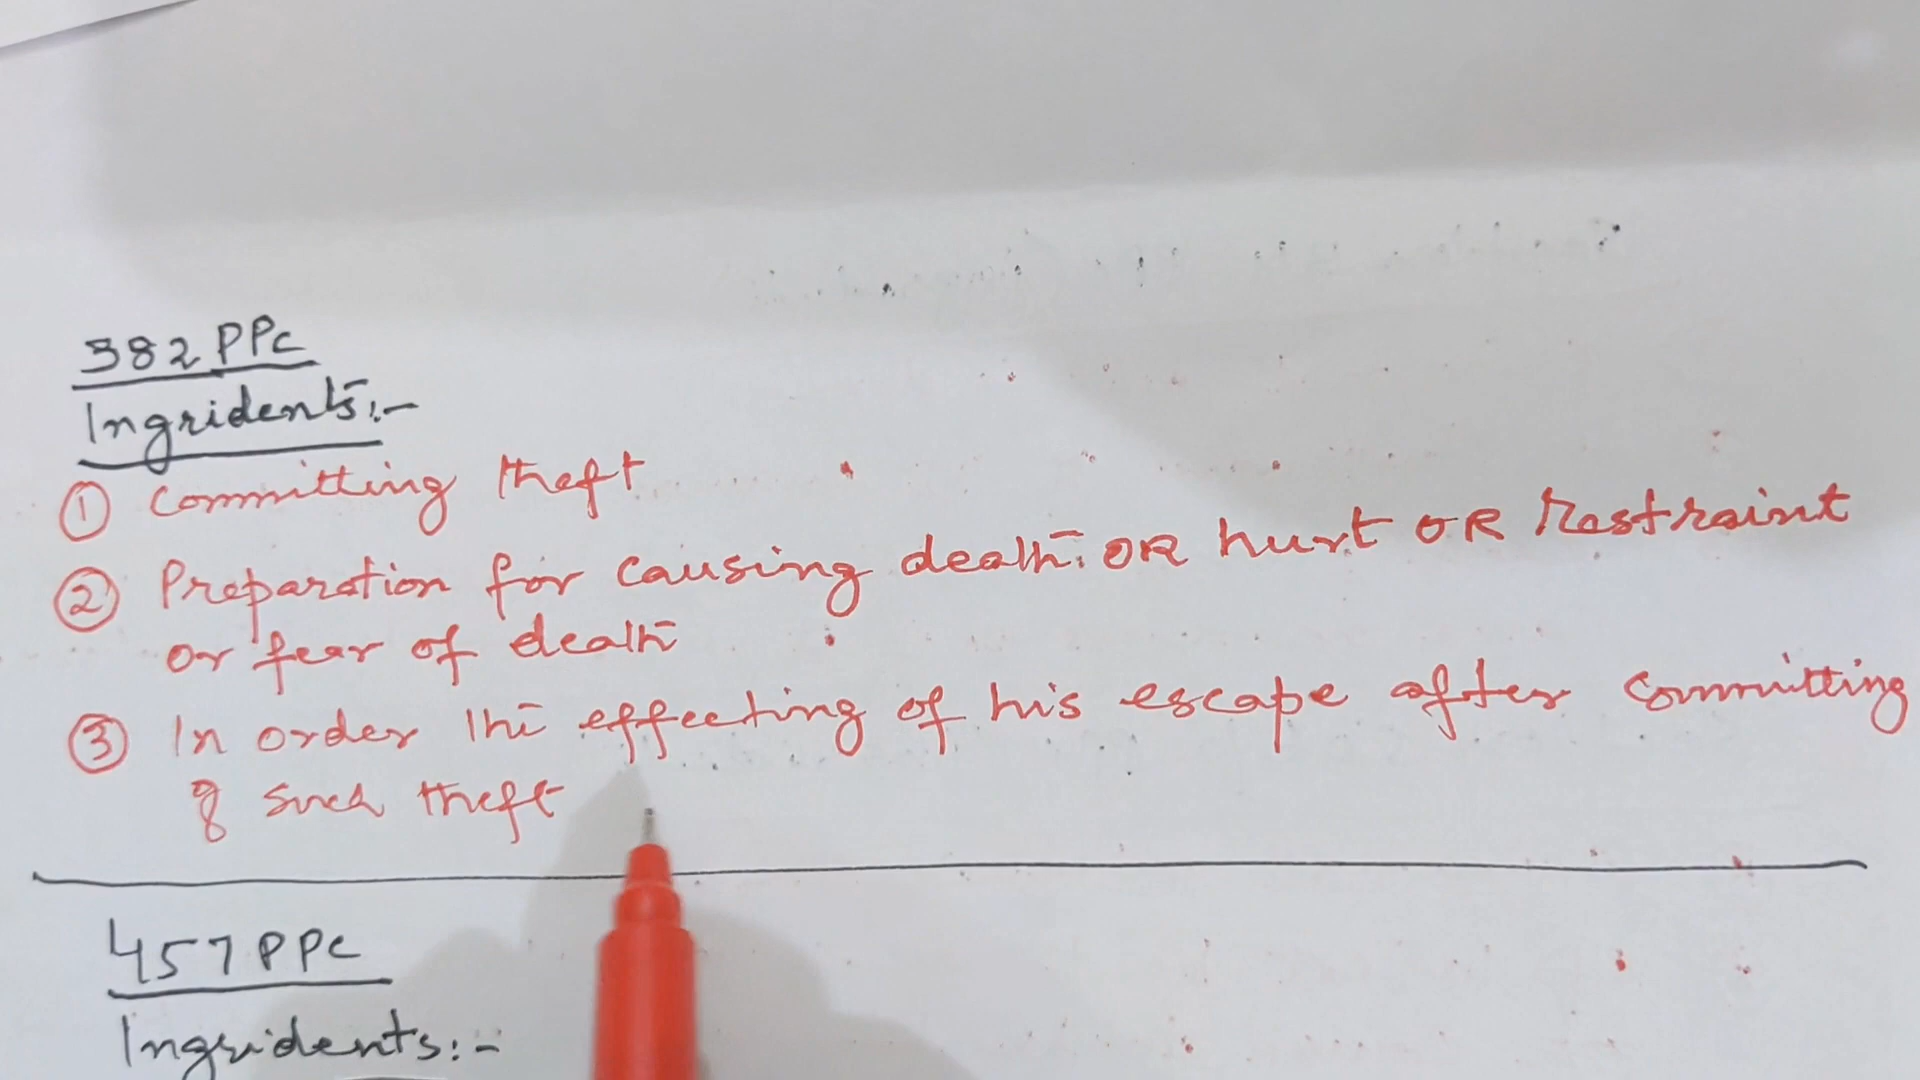 382 PPC
Ingridents:-
① Committing theft
② Preparation for causing death. OR hurt OR Restraint
or fear of death
③ In order the effecting of his escape after committing
of such theft
457 PPC
Ingridents:-